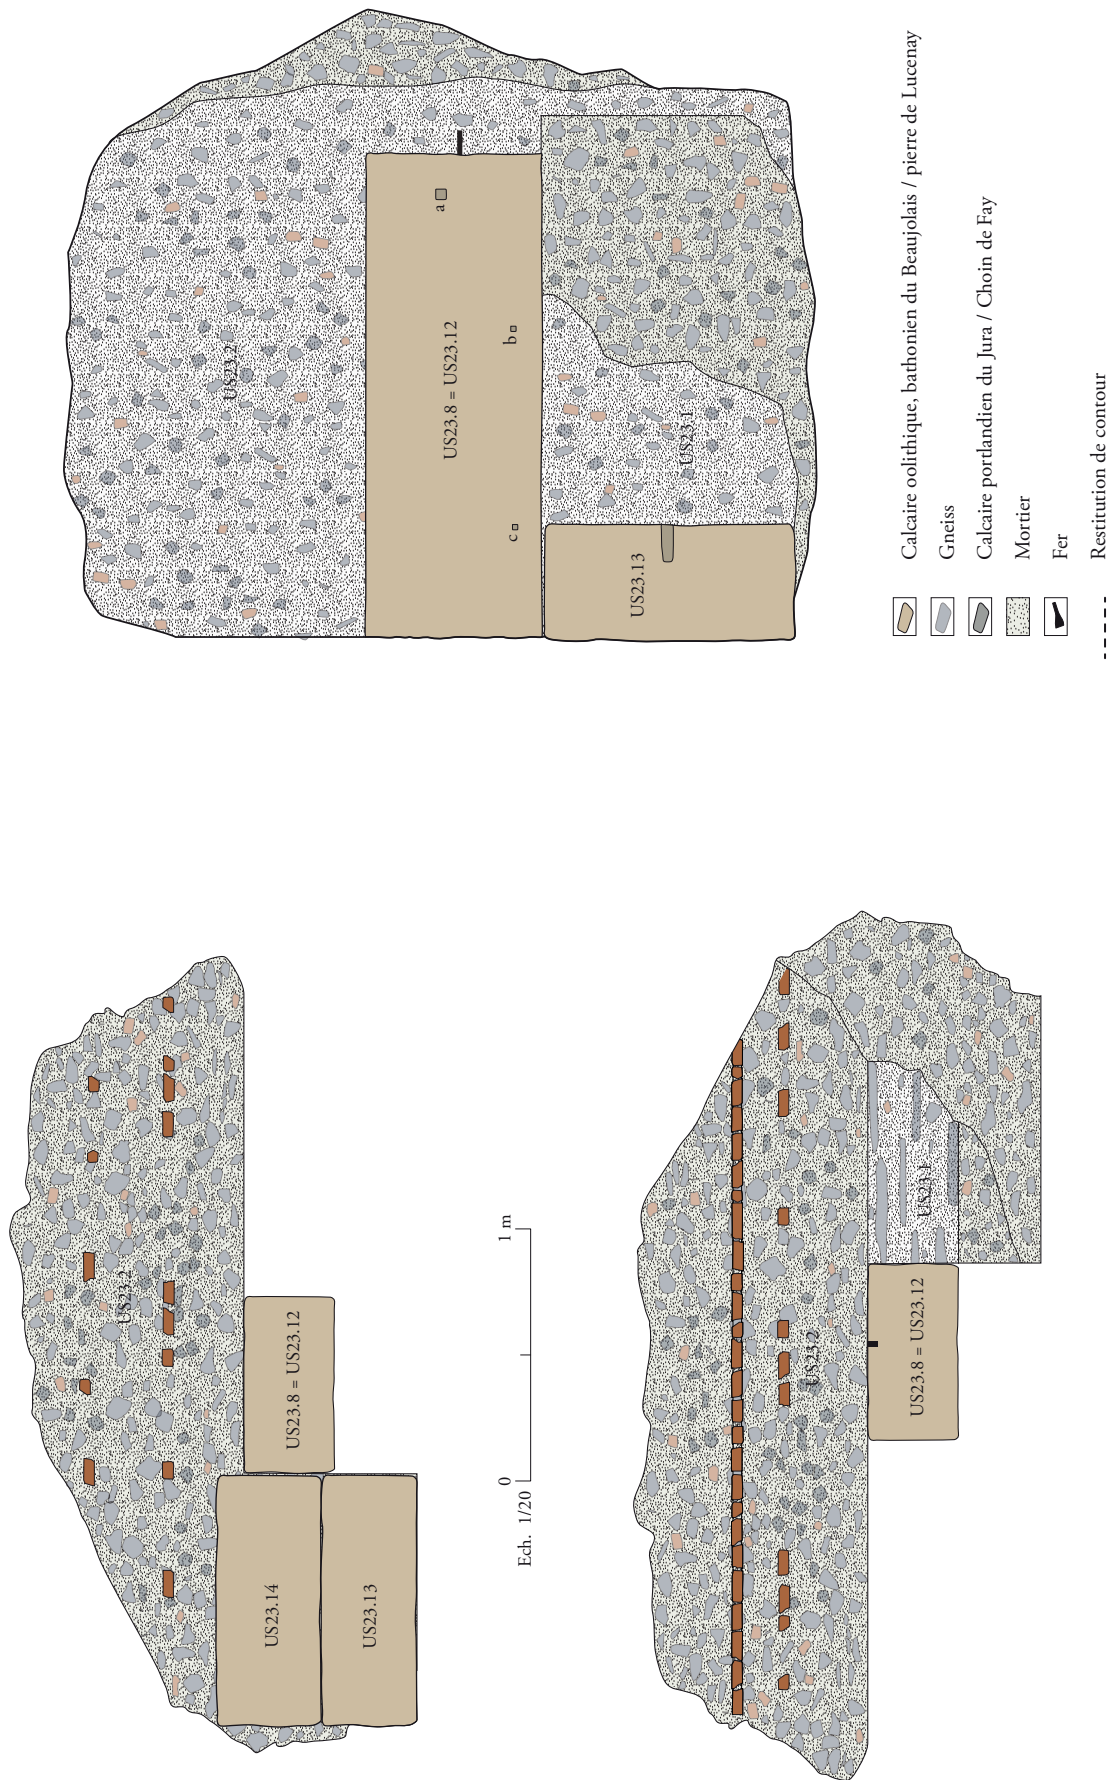 US23.2
US23.8 = US23.12
a
b
c
US23.1
US23.13
Calcaire oolithique, bathonien du Beaujolais / pierre de Lucenay
Gneiss
Calcaire portlandien du Jura / Choin de Fay
Mortier
Fer
Restitution de contour
US23.2
US23.8 = US23.12
US23.14
US23.13
0 1 m
Ech. 1/20
US23.2
US23.1
US23.8 = US23.12